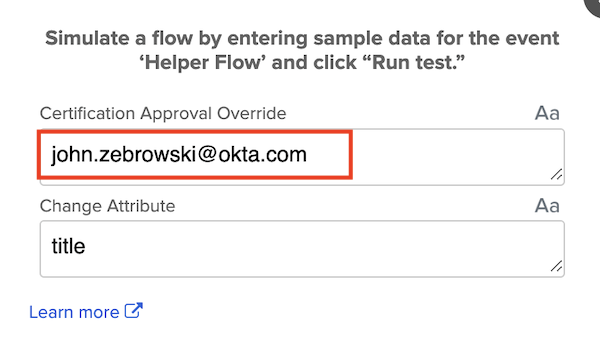 Simulate a flow by entering sample data for the event
‘Helper Flow’ and click “Run test.”
Certification Approval Override Aa
john.zebrowski@okta.com
Change Attribute Aa
title
Learn more